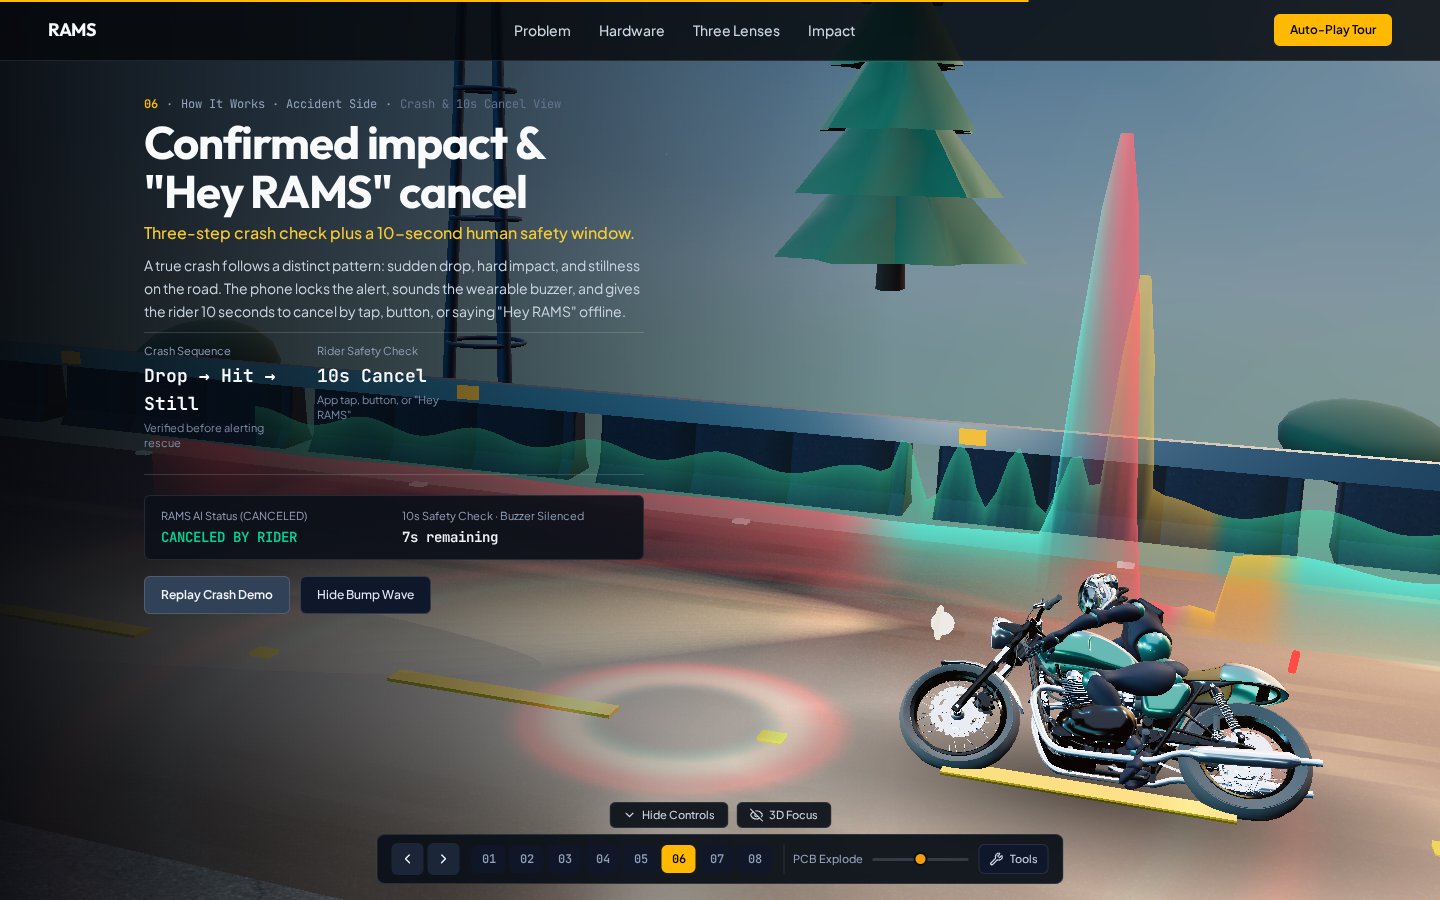 RAMS
Problem
Hardware
Three Lenses
Impact
Auto-Play Tour
06 · How It Works · Accident Side · Crash & 10s Cancel View
Confirmed impact &
"Hey RAMS" cancel
Three-step crash check plus a 10-second human safety window.
A true crash follows a distinct pattern: sudden drop, hard impact, and stillness
on the road. The phone locks the alert, sounds the wearable buzzer, and gives
the rider 10 seconds to cancel by tap, button, or saying "Hey RAMS" offline.
Crash Sequence
Drop → Hit →
Still
Verified before alerting
rescue
Rider Safety Check
10s Cancel
App tap, button, or "Hey
RAMS"
RAMS AI Status (CANCELED)
CANCELED BY RIDER
10s Safety Check · Buzzer Silenced
7s remaining
Replay Crash Demo
Hide Bump Wave
Hide Controls
3D Focus
01
02
03
04
05
06
07
08
PCB Explode
Tools